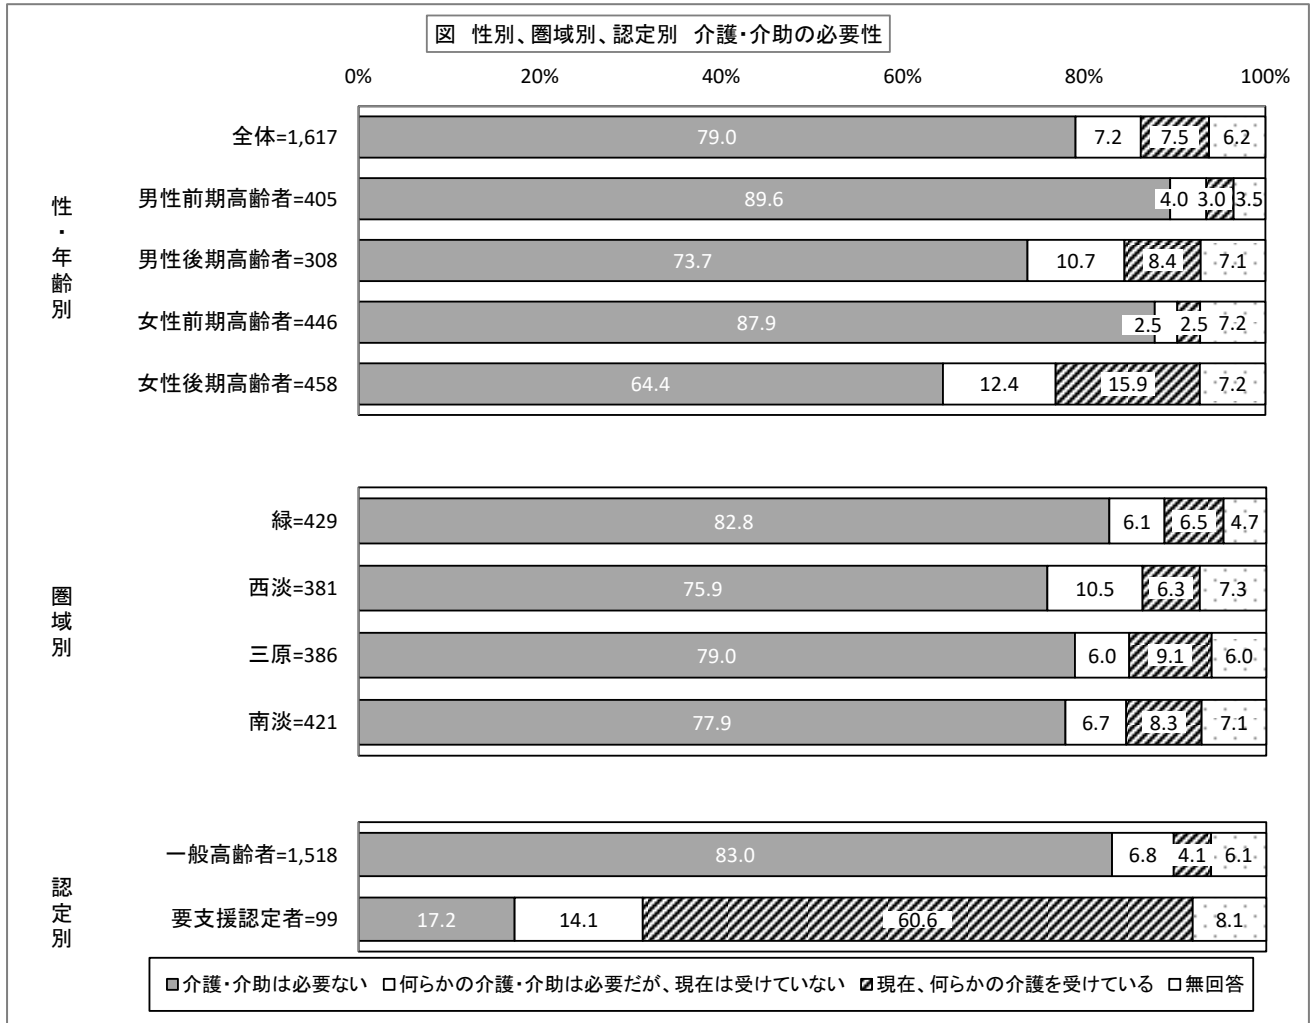 図　性別、圏域別、認定別　介護・介助の必要性
0% 20% 40% 60% 80% 100%
性・年齢別
全体=1,617 79.0 7.2 7.5 6.2
男性前期高齢者=405 89.6 4.0 3.0 3.5
男性後期高齢者=308 73.7 10.7 8.4 7.1
女性前期高齢者=446 87.9 2.5 2.5 7.2
女性後期高齢者=458 64.4 12.4 15.9 7.2
圏域別
緑=429 82.8 6.1 6.5 4.7
西淡=381 75.9 10.5 6.3 7.3
三原=386 79.0 6.0 9.1 6.0
南淡=421 77.9 6.7 8.3 7.1
認定別
一般高齢者=1,518 83.0 6.8 4.1 6.1
要支援認定者=99 17.2 14.1 60.6 8.1
介護・介助は必要ない 何らかの介護・介助は必要だが、現在は受けていない 現在、何らかの介護を受けている 無回答